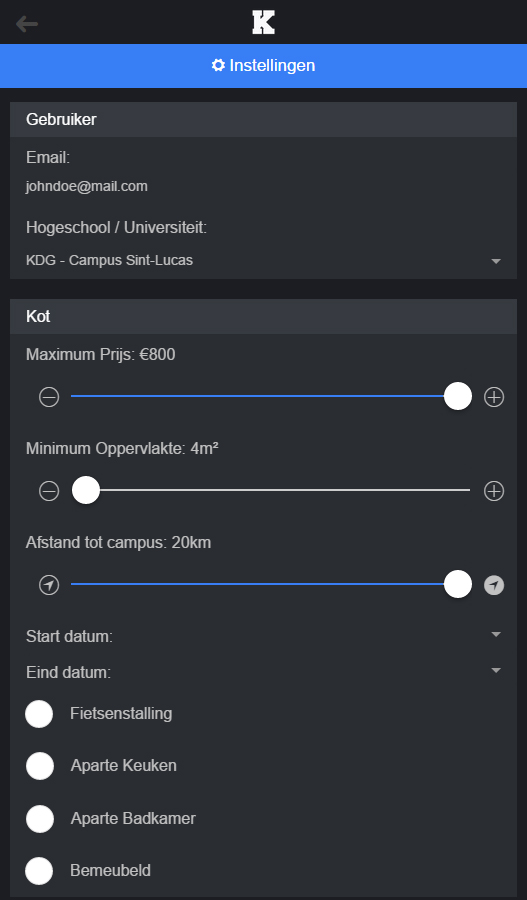 K
Instellingen
Gebruiker
Email:
johndoe@mail.com
Hogeschool / Universiteit:
KDG - Campus Sint-Lucas
Kot
Maximum Prijs: €800
Minimum Oppervlakte: 4m²
Afstand tot campus: 20km
Start datum:
Eind datum:
Fietsenstalling
Aparte Keuken
Aparte Badkamer
Bemeubeld